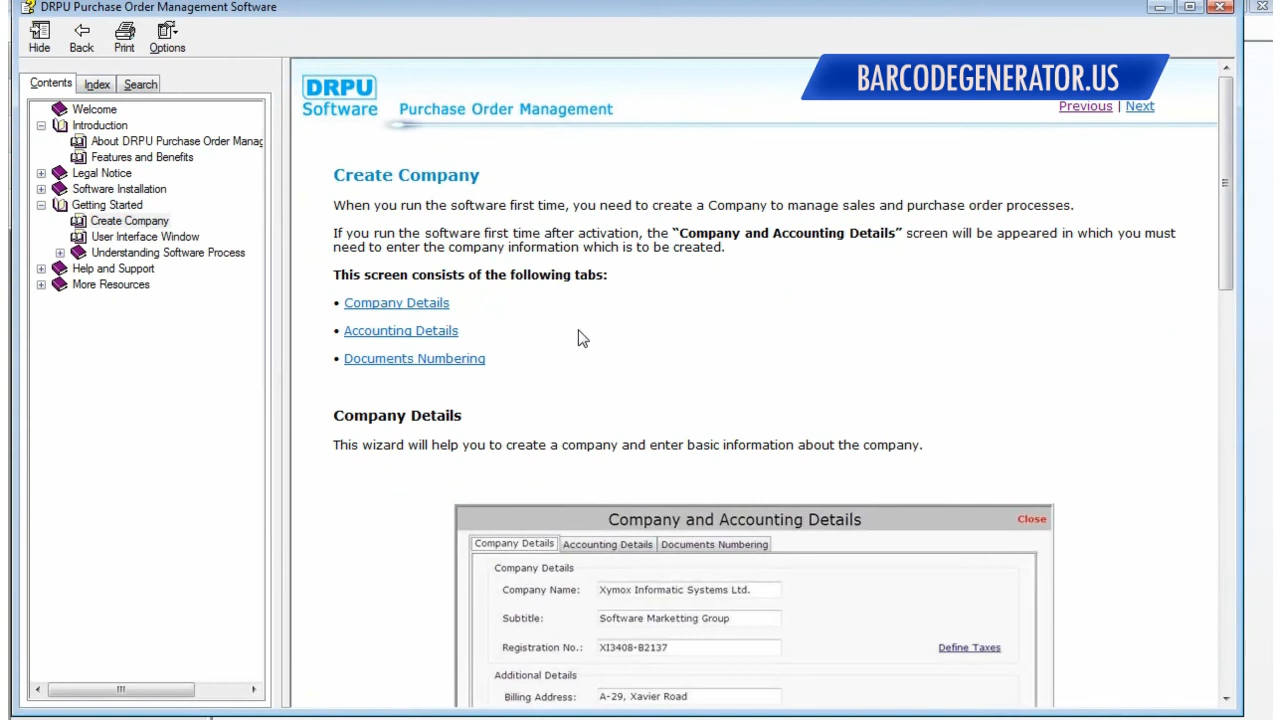 DRPU Purchase Order Management Software
Hide Back Print Options
Contents Index Search
Welcome
Introduction
About DRPU Purchase Order Manag
Features and Benefits
Legal Notice
Software Installation
Getting Started
Create Company
User Interface Window
Understanding Software Process
Help and Support
More Resources
BARCODEGENERATOR.US
DRPU
Software Purchase Order Management
Previous | Next
Create Company
When you run the software first time, you need to create a Company to manage sales and purchase order processes.
If you run the software first time after activation, the “Company and Accounting Details” screen will be appeared in which you must
need to enter the company information which is to be created.
This screen consists of the following tabs:
• Company Details
• Accounting Details
• Documents Numbering
Company Details
This wizard will help you to create a company and enter basic information about the company.
Company and Accounting Details Close
Company Details Accounting Details Documents Numbering
Company Details
Company Name: Xymox Informatic Systems Ltd.
Subtitle: Software Marketting Group
Registration No.: XI3408-B2137 Define Taxes
Additional Details
Billing Address: A-29, Xavier Road